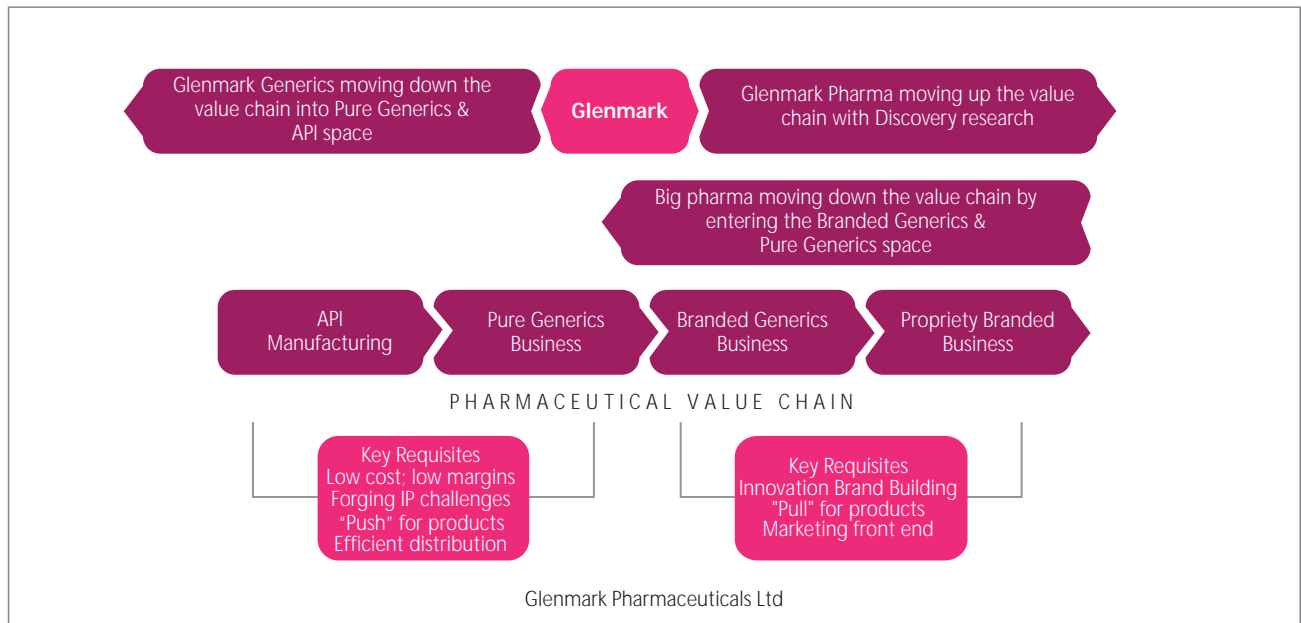 Glenmark Generics moving down the
value chain into Pure Generics &
API space
Glenmark
Glenmark Pharma moving up the value
chain with Discovery research
Big pharma moving down the value chain by
entering the Branded Generics &
Pure Generics space
API
Manufacturing
Pure Generics
Business
Branded Generics
Business
Propriety Branded
Business
PHARMACEUTICAL VALUE CHAIN
Key Requisites
Low cost; low margins
Forging IP challenges
“Push” for products
Efficient distribution
Key Requisites
Innovation Brand Building
"Pull" for products
Marketing front end
Glenmark Pharmaceuticals Ltd